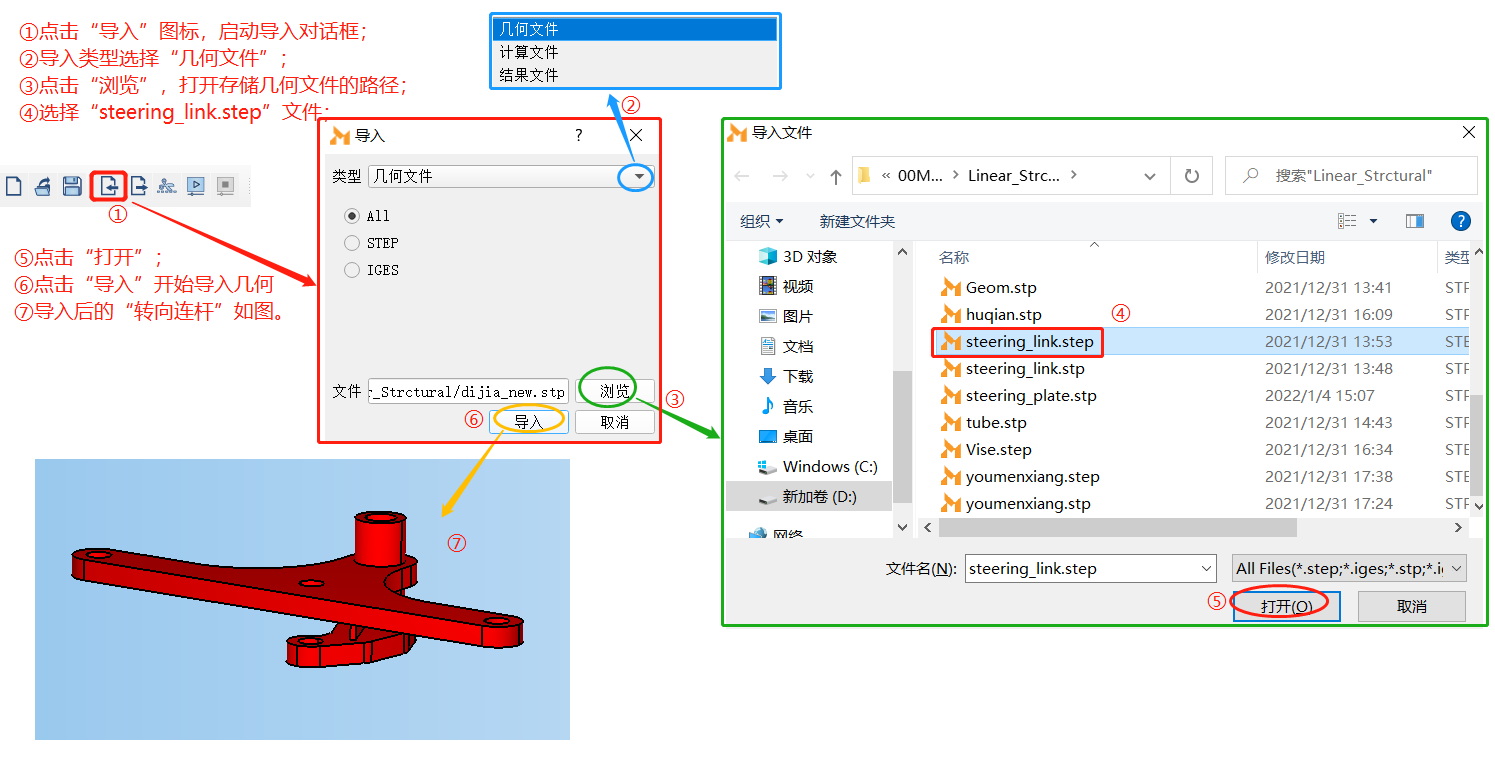 ①点击“导入”图标，启动导入对话框；
②导入类型选择“几何文件”；
③点击“浏览”，打开存储几何文件的路径；
④选择“steering_link.step”文件；
几何文件
计算文件
结果文件
②
①
⑤点击“打开”；
⑥点击“导入”开始导入几何
⑦导入后的“转向连杆”如图。
导入
?
类型
几何文件
All
STEP
IGES
文件
r_Strctural/dijia_new.stp
浏览
③
⑥
导入
取消
⑦
导入文件
« 00M... > Linear_Strc... >
搜索"Linear_Strctural"
组织
新建文件夹
?
3D 对象
视频
图片
文档
下载
音乐
桌面
Windows (C:)
新加卷 (D:)
网络
名称 修改日期 类型
Geom.stp 2021/12/31 13:41 STP
huqian.stp 2021/12/31 16:09 STP
④
steering_link.step 2021/12/31 13:53 STE
steering_link.stp 2021/12/31 13:48 STP
steering_plate.stp 2022/1/4 15:07 STP
tube.stp 2021/12/31 14:43 STP
Vise.step 2021/12/31 16:34 STE
youmenxiang.step 2021/12/31 17:38 STE
youmenxiang.stp 2021/12/31 17:24 STP
文件名(N):
steering_link.step
All Files(*.step;*.iges;*.stp;*.ig
⑤
打开(O)
取消